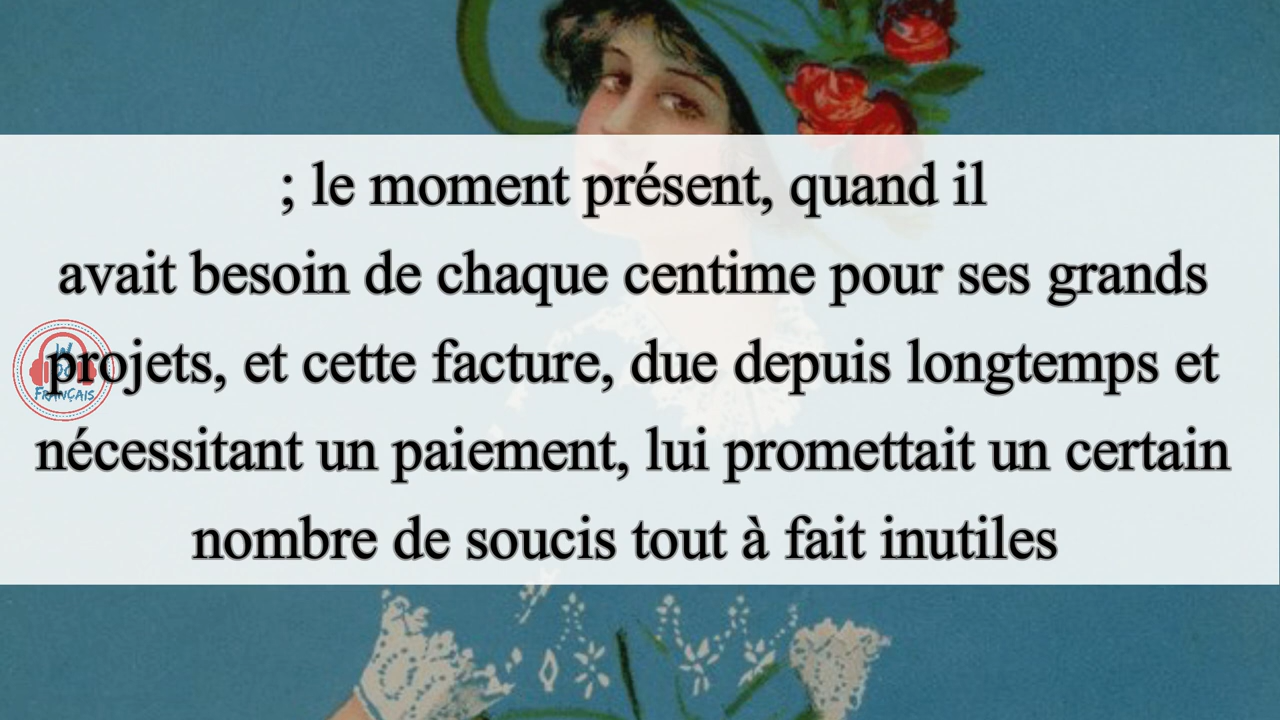 ; le moment présent, quand il
avait besoin de chaque centime pour ses grands
projets, et cette facture, due depuis longtemps et
nécessitant un paiement, lui promettait un certain
nombre de soucis tout à fait inutiles
FRANÇAIS